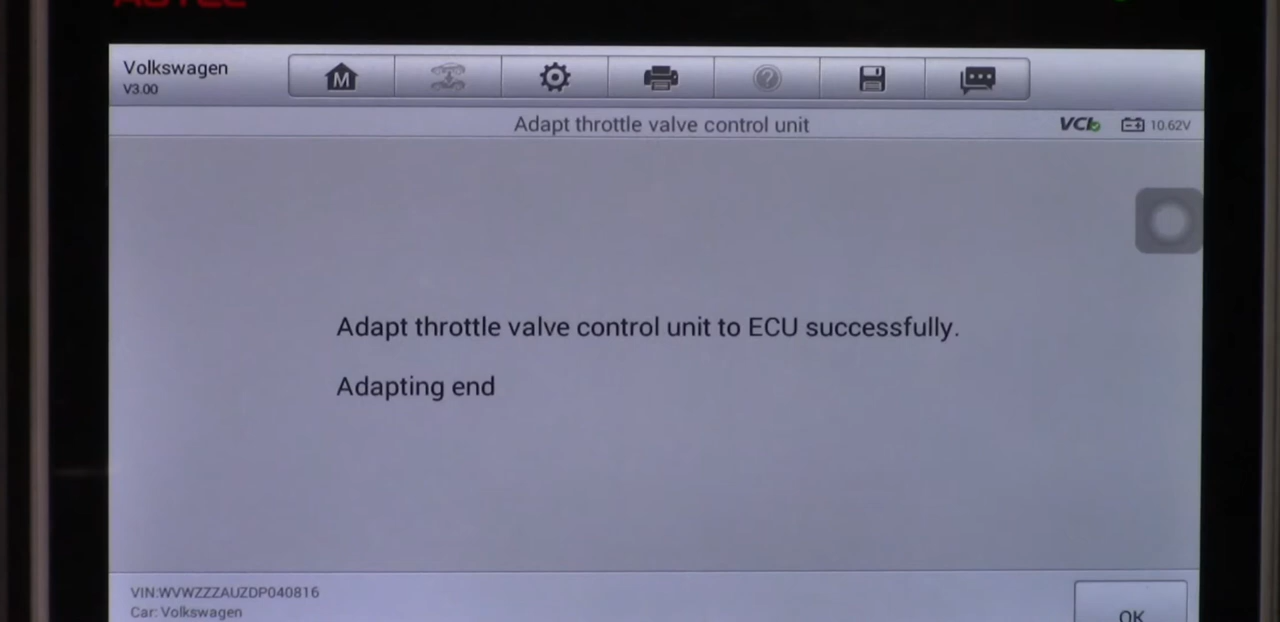 AUTEL
Volkswagen
V3.00
M
?
Adapt throttle valve control unit
VCI
10.62V
Adapt throttle valve control unit to ECU successfully.
Adapting end
VIN:WVWZZZAUZDP040816
Car: Volkswagen
OK